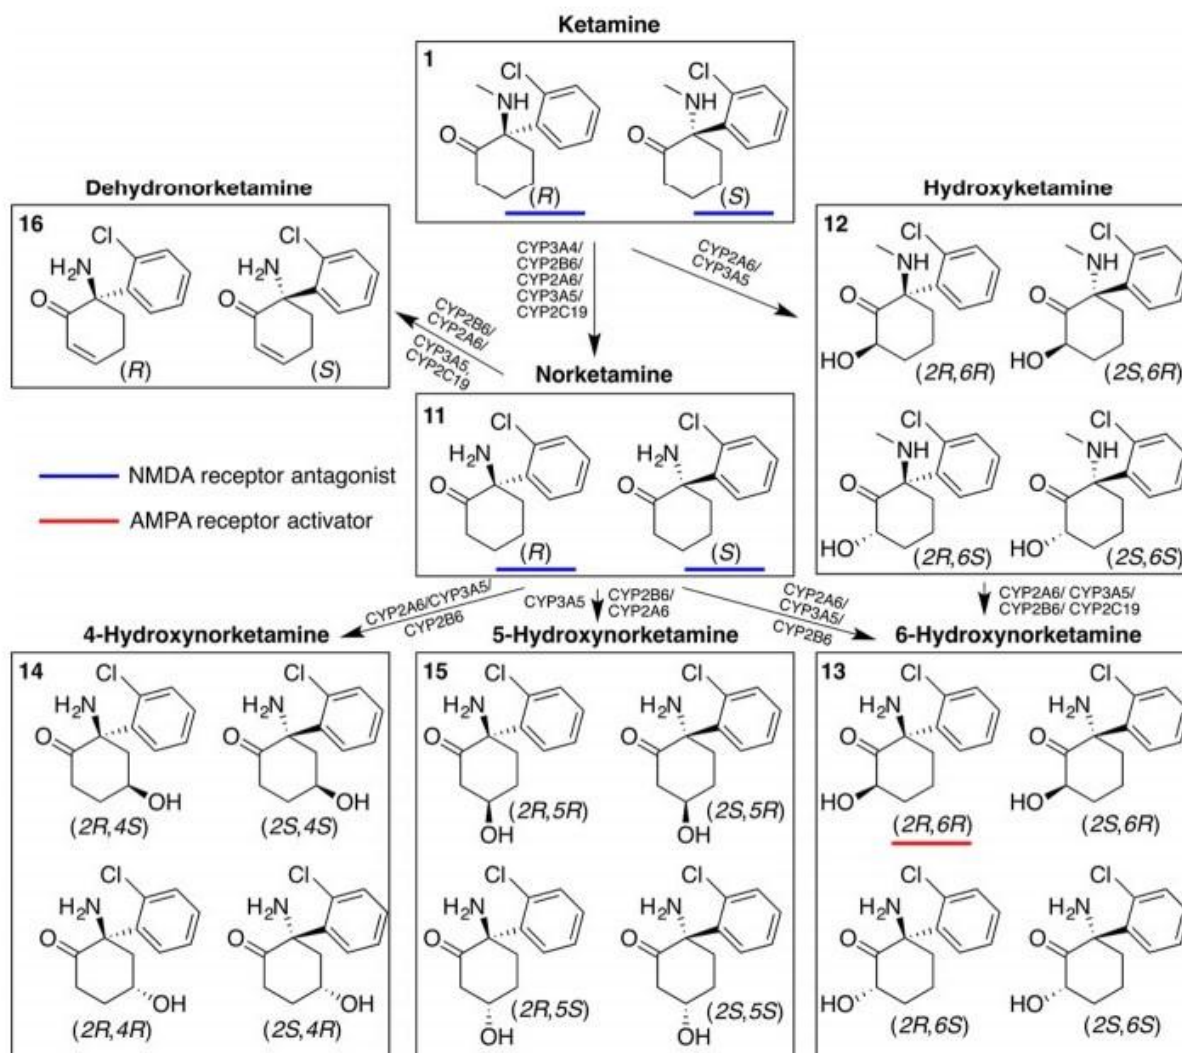 Ketamine
1
Cl
Cl
NH
NH
O
O
(R)
(S)
Dehydronorketamine
16
Cl
Cl
H₂N
H₂N
O
O
(R)
(S)
Hydroxyketamine
12
Cl
Cl
NH
NH
O
O
HO
HO
(2R,6R)
(2S,6R)
Cl
Cl
NH
NH
O
O
HO
HO
(2R,6S)
(2S,6S)
CYP3A4/
CYP2B6/
CYP2A6/
CYP3A5/
CYP2C19
CYP2A6/
CYP3A5
CYP2B6/
CYP2A6/
CYP3A5,
CYP2C19
Norketamine
11
Cl
Cl
H₂N
H₂N
O
O
(R)
(S)
NMDA receptor antagonist
AMPA receptor activator
CYP2A6/CYP3A5/
CYP2B6
CYP3A5
CYP2B6/
CYP2A6
CYP2A6/
CYP3A5/
CYP2B6
CYP2A6/ CYP3A5/
CYP2B6/ CYP2C19
4-Hydroxynorketamine
14
Cl
Cl
H₂N
H₂N
O
O
OH
OH
(2R,4S)
(2S,4S)
Cl
Cl
H₂N
H₂N
O
O
OH
OH
(2R,4R)
(2S,4R)
5-Hydroxynorketamine
15
Cl
Cl
H₂N
H₂N
O
O
(2R,5R)
(2S,5R)
OH
OH
Cl
Cl
H₂N
H₂N
O
O
(2R,5S)
(2S,5S)
OH
OH
6-Hydroxynorketamine
13
Cl
Cl
H₂N
H₂N
O
O
HO
HO
(2R,6R)
(2S,6R)
Cl
Cl
H₂N
H₂N
O
O
HO
HO
(2R,6S)
(2S,6S)